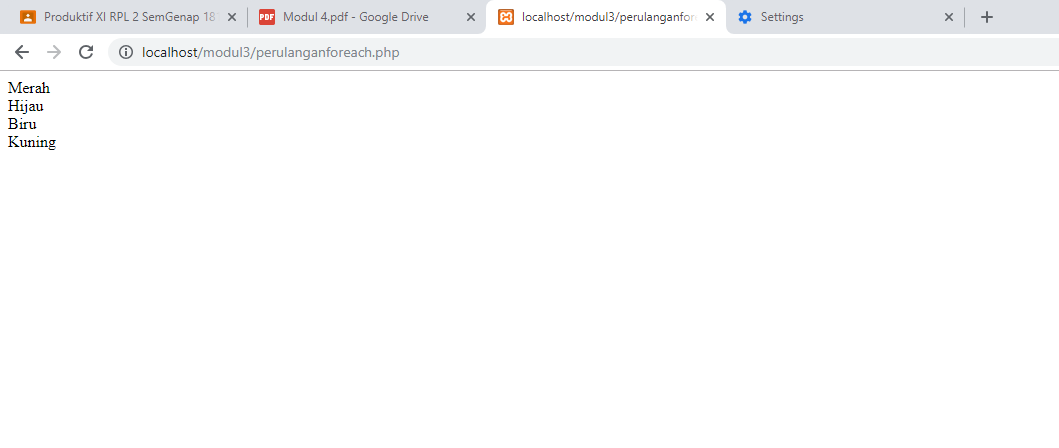 Produktif XI RPL 2 SemGenap 18
PDF Modul 4.pdf - Google Drive
localhost/modul3/perulanganfor
Settings
localhost/modul3/perulanganforeach.php
Merah
Hijau
Biru
Kuning